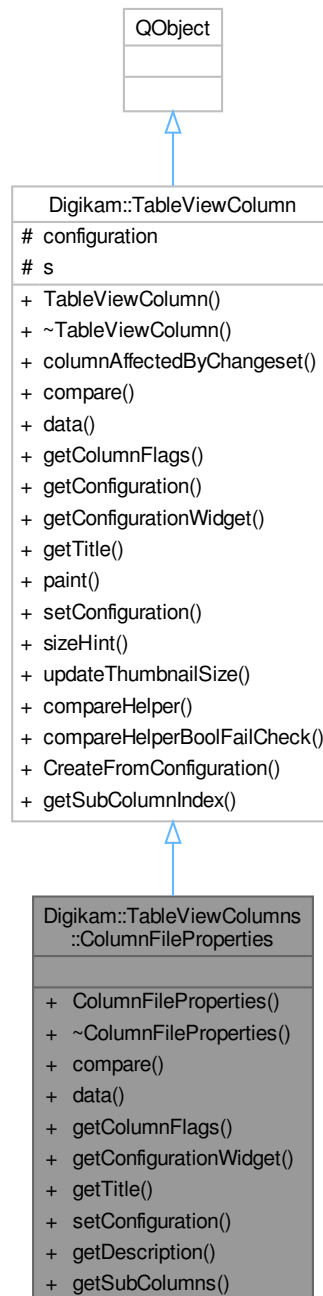 QObject
Digikam::TableViewColumn
# configuration
# s
+ TableViewColumn()
+ ~TableViewColumn()
+ columnAffectedByChangeset()
+ compare()
+ data()
+ getColumnFlags()
+ getConfiguration()
+ getConfigurationWidget()
+ getTitle()
+ paint()
+ setConfiguration()
+ sizeHint()
+ updateThumbnailSize()
+ compareHelper()
+ compareHelperBoolFailCheck()
+ CreateFromConfiguration()
+ getSubColumnIndex()
Digikam::TableViewColumns
::ColumnFileProperties
+ ColumnFileProperties()
+ ~ColumnFileProperties()
+ compare()
+ data()
+ getColumnFlags()
+ getConfigurationWidget()
+ getTitle()
+ setConfiguration()
+ getDescription()
+ getSubColumns()